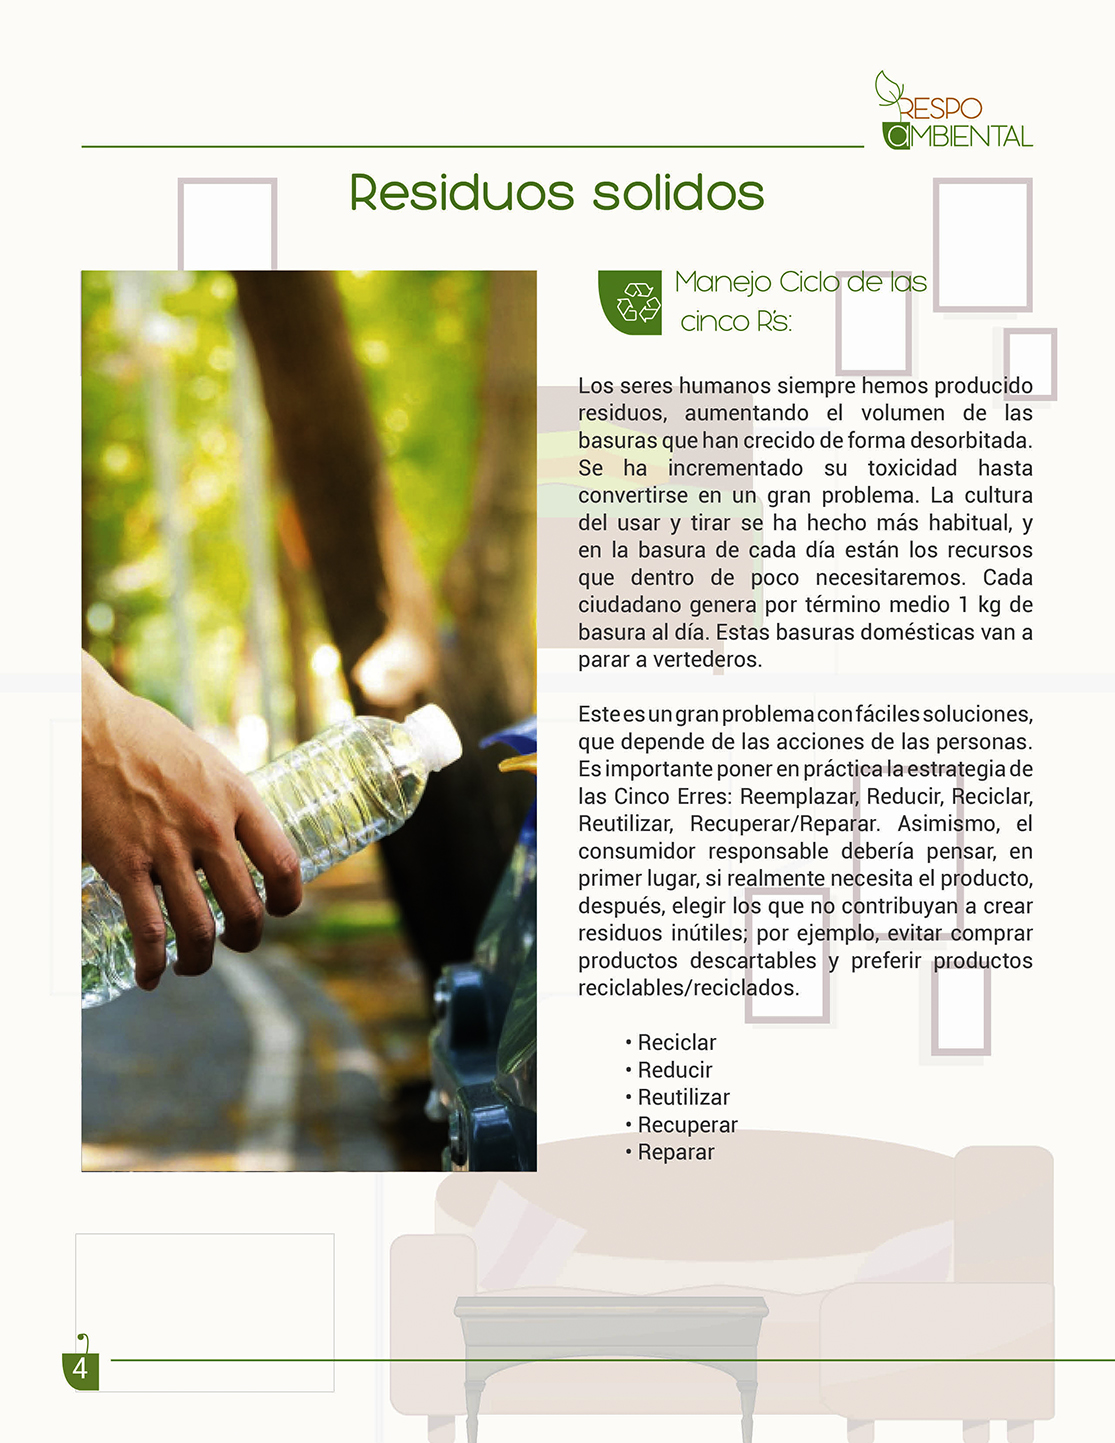 RESPO
aMBIENTAL
Residuos solidos
Manejo Ciclo de las
cinco R's:
Los seres humanos siempre hemos producido
residuos, aumentando el volumen de las
basuras que han crecido de forma desorbitada.
Se ha incrementado su toxicidad hasta
convertirse en un gran problema. La cultura
del usar y tirar se ha hecho más habitual, y
en la basura de cada día están los recursos
que dentro de poco necesitaremos. Cada
ciudadano genera por término medio 1 kg de
basura al día. Estas basuras domésticas van a
parar a vertederos.
Este es un gran problema con fáciles soluciones,
que depende de las acciones de las personas.
Es importante poner en práctica la estrategia de
las Cinco Erres: Reemplazar, Reducir, Reciclar,
Reutilizar, Recuperar/Reparar. Asimismo, el
consumidor responsable debería pensar, en
primer lugar, si realmente necesita el producto,
después, elegir los que no contribuyan a crear
residuos inútiles; por ejemplo, evitar comprar
productos descartables y preferir productos
reciclables/reciclados.
• Reciclar
• Reducir
• Reutilizar
• Recuperar
• Reparar
4